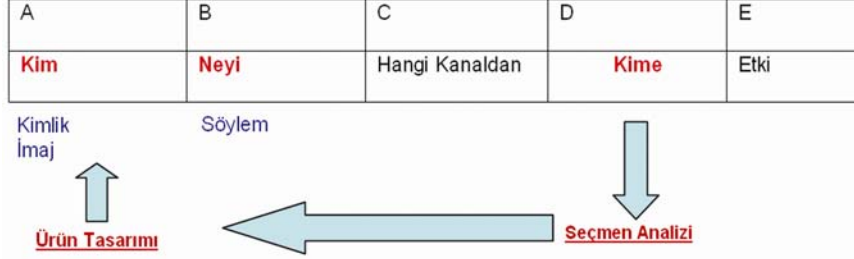 A B C D E
Kim Neyi Hangi Kanaldan Kime Etki
Kimlik Söylem
İmaj
Ürün Tasarımı Seçmen Analizi